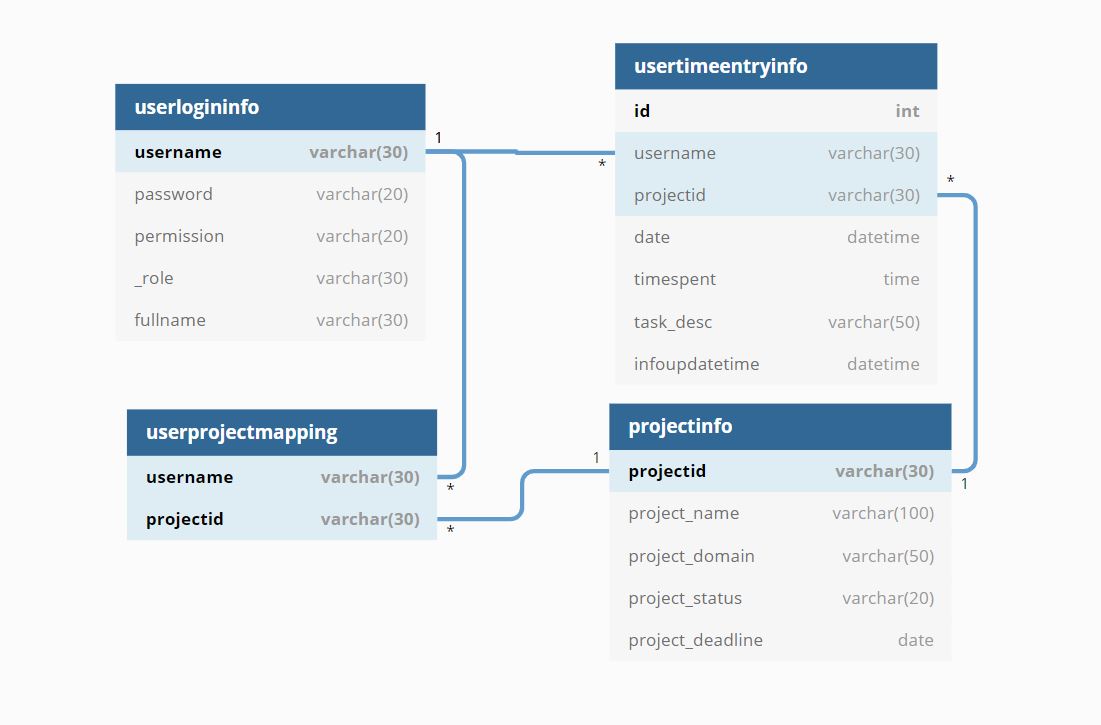 userlogininfo
username varchar(30)
password varchar(20)
permission varchar(20)
_role varchar(30)
fullname varchar(30)
1
*
usertimeentryinfo
id int
username varchar(30)
projectid varchar(30)
date datetime
timespent time
task_desc varchar(50)
infoupdatetime datetime
*
userprojectmapping
username varchar(30)
projectid varchar(30)
*
*
1
projectinfo
projectid varchar(30)
project_name varchar(100)
project_domain varchar(50)
project_status varchar(20)
project_deadline date
1